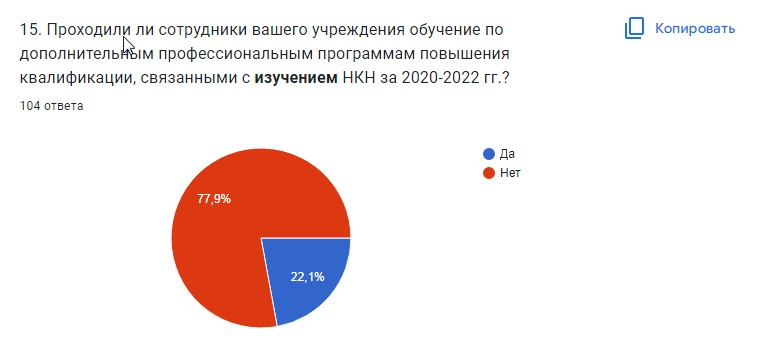 15. Проходили ли сотрудники вашего учреждения обучение по
дополнительным профессиональным программам повышения
квалификации, связанными с изучением НКН за 2020-2022 гг.?
Копировать
104 ответа
Да
Нет
77,9%
22,1%